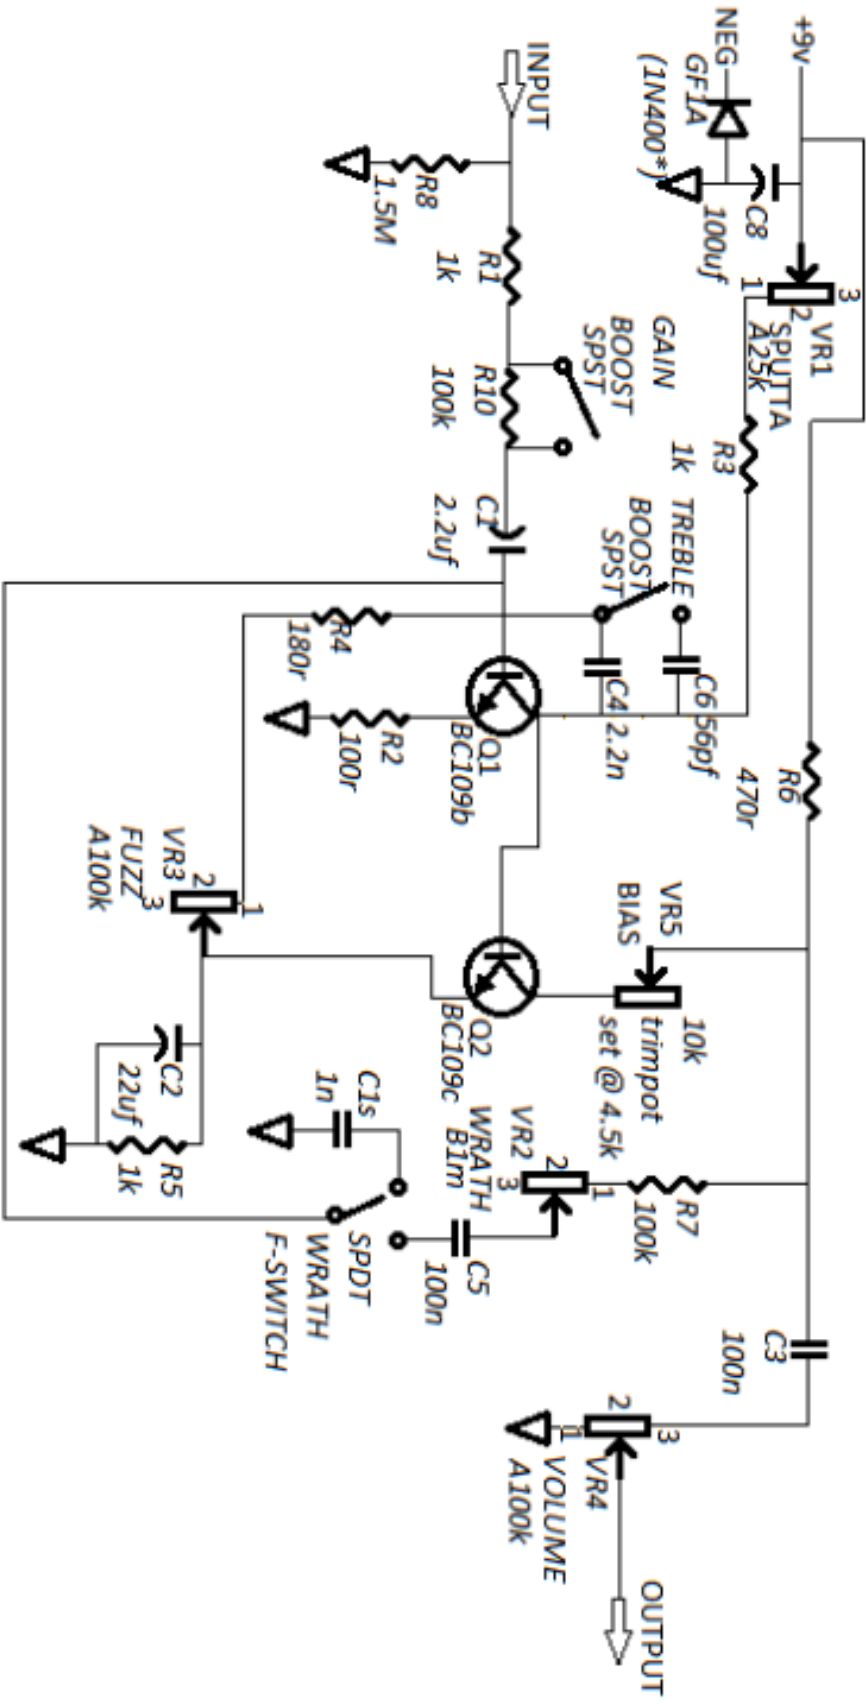 +9v
NEG
GF1A
(1N400*)
C8
100uf
3
2
1
VR1
SPUTTA
A25k
INPUT
R8
1.5M
R1
1k
GAIN
BOOST
SPST
R10
100k
R3
1k
C1
2.2uf
TREBLE
BOOST
SPST
C6 56pf
C4 2.2n
R4
180r
R2
100r
Q1
BC109b
R6
470r
VR5
BIAS
10k
trimpot
set @ 4.5k
VR3
FUZZ
A100k
1
2
3
Q2
BC109c
C2
22uf
R5
1k
C1s
1n
VR2
WRATH
B1m
1
2
3
R7
100k
SPDT
WRATH
F-SWITCH
C5
100n
C3
100n
3
2
1
VR4
VOLUME
A100k
OUTPUT